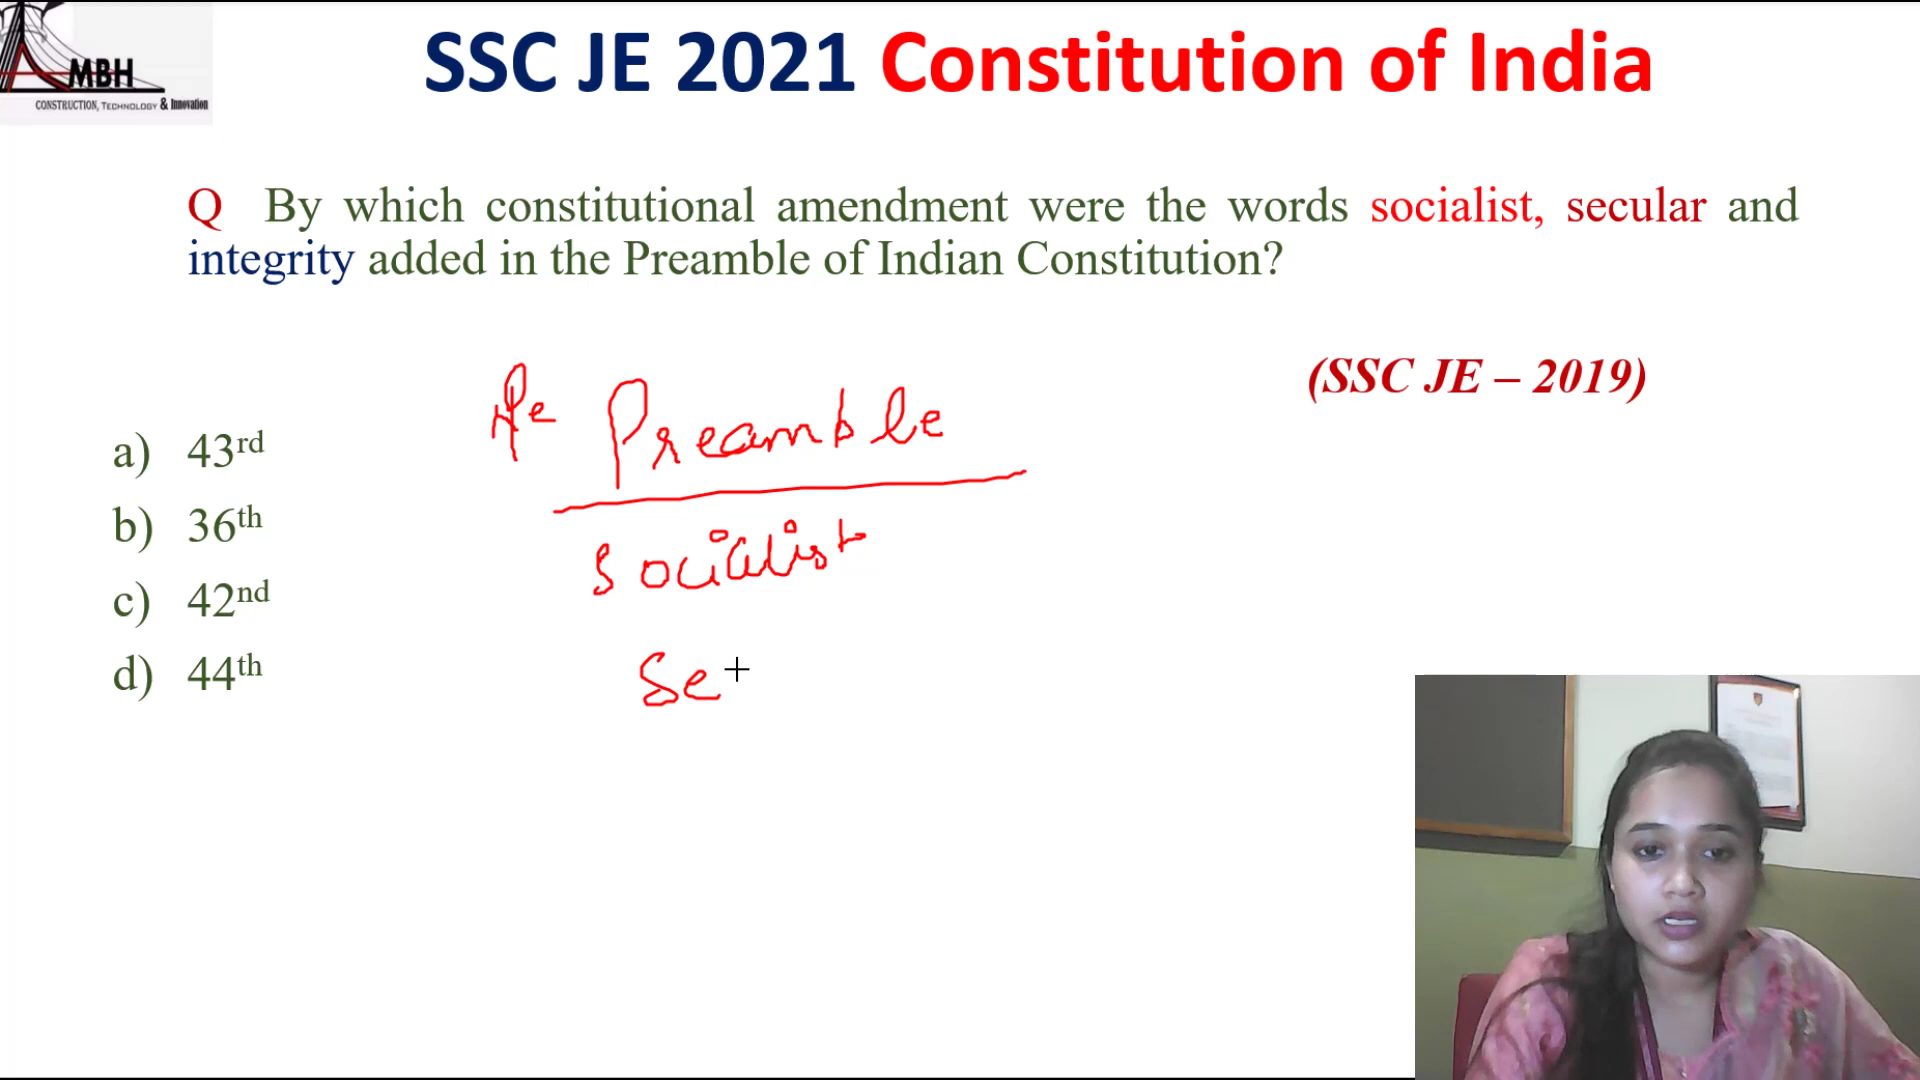 MBH
CONSTRUCTION, TECHNOLOGY & Innovation
SSC JE 2021 Constitution of India
Q By which constitutional amendment were the words socialist, secular and
integrity added in the Preamble of Indian Constitution?
(SSC JE – 2019)
Preamble
a) 43rd
Socialist
b) 36th
c) 42nd
Se
d) 44th